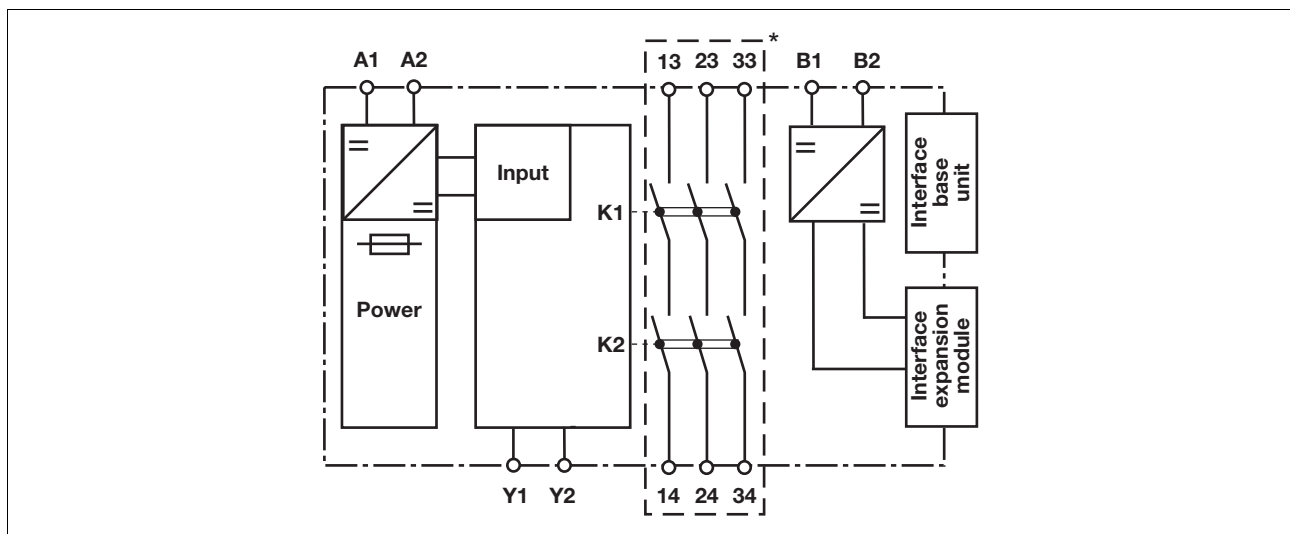 *
A1 A2 13 23 33 B1 B2
Input
Interface
base
unit
K1
Power
K2
Interface
expansion
module
Y1 Y2 14 24 34